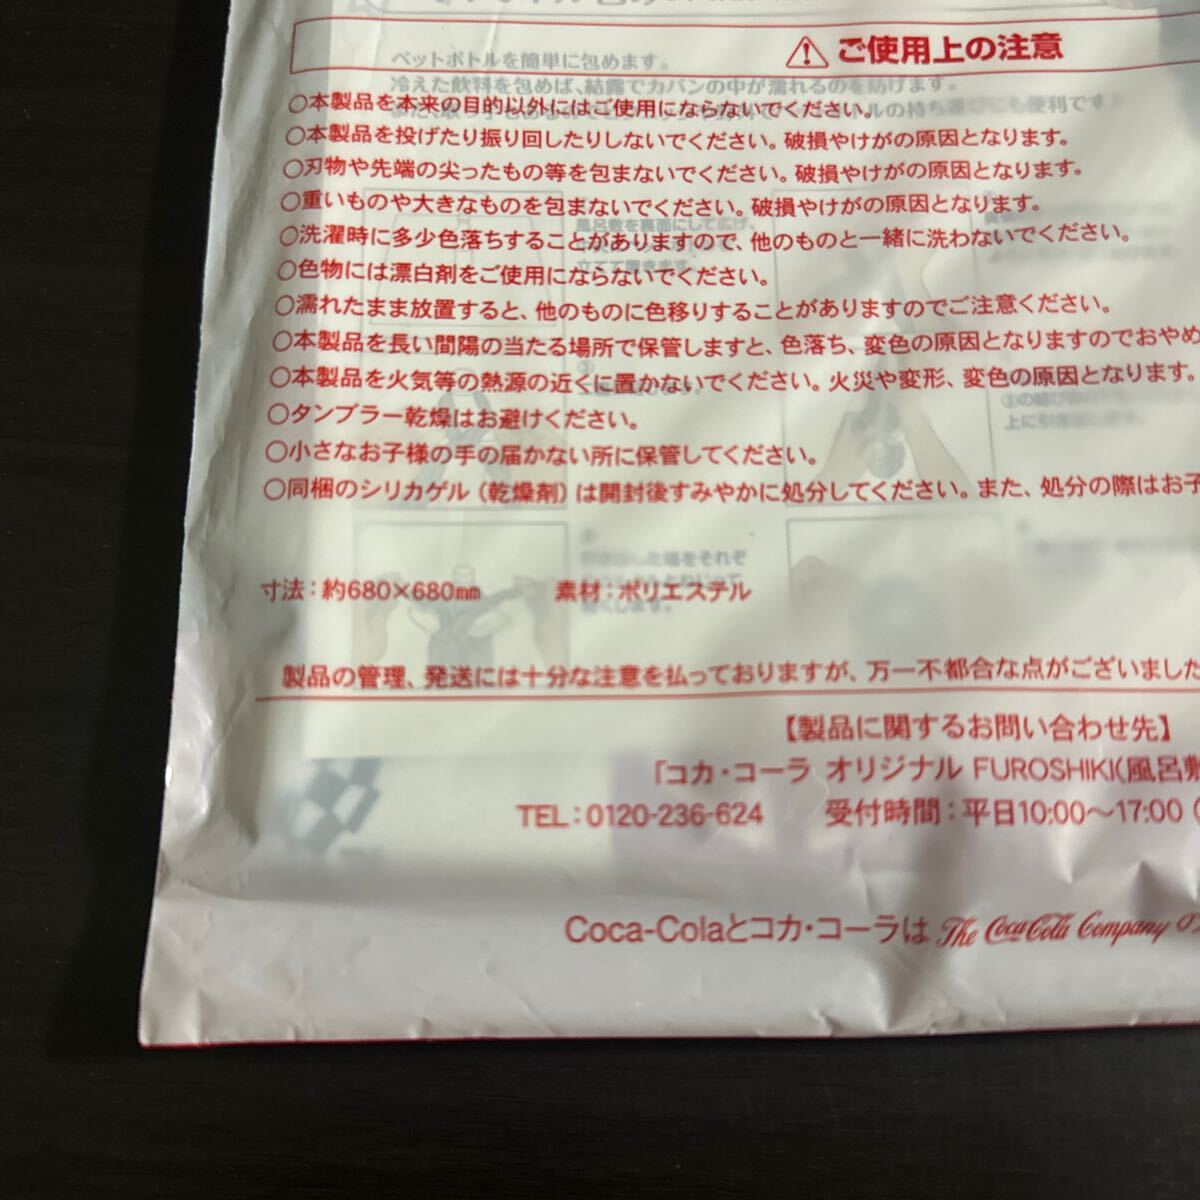 ⚠ご使用上の注意
ペットボトルを簡単に包めます。
冷えた飲料を包めば、結露でカバンの中が濡れるのを防げます。
○本製品を本来の目的以外にはご使用にならないでください。
○本製品を投げたり振り回したりしないでください。破損やけがの原因となります。
○刃物や先端の尖ったもの等を包まないでください。破損やけがの原因となります。
○重いものや大きなものを包まないでください。破損やけがの原因となります。
風呂敷を裏面にして広げ、
○洗濯時に多少色落ちすることがありますので、他のものと一緒に洗わないでください。
立てて置きます。
○色物には漂白剤をご使用にならないでください。
○濡れたまま放置すると、他のものに色移りすることがありますのでご注意ください。
○本製品を長い間陽の当たる場所で保管しますと、色落ち、変色の原因となりますのでおやめ
○本製品を火気等の熱源の近くに置かないでください。火災や変形、変色の原因となります。
○タンブラー乾燥はお避けください。
○小さなお子様の手の届かない所に保管してください。
○同梱のシリカゲル（乾燥剤）は開封後すみやかに処分してください。また、処分の際はお子
寸法：約680×680mm 素材：ポリエステル
製品の管理、発送には十分な注意を払っておりますが、万一不都合な点がございました
【製品に関するお問い合わせ先】
「コカ・コーラ オリジナル FUROSHIKI(風呂敷
TEL：0120-236-624 受付時間：平日10:00～17:00（
Coca-Colaとコカ・コーラは The Coca-Cola Company の